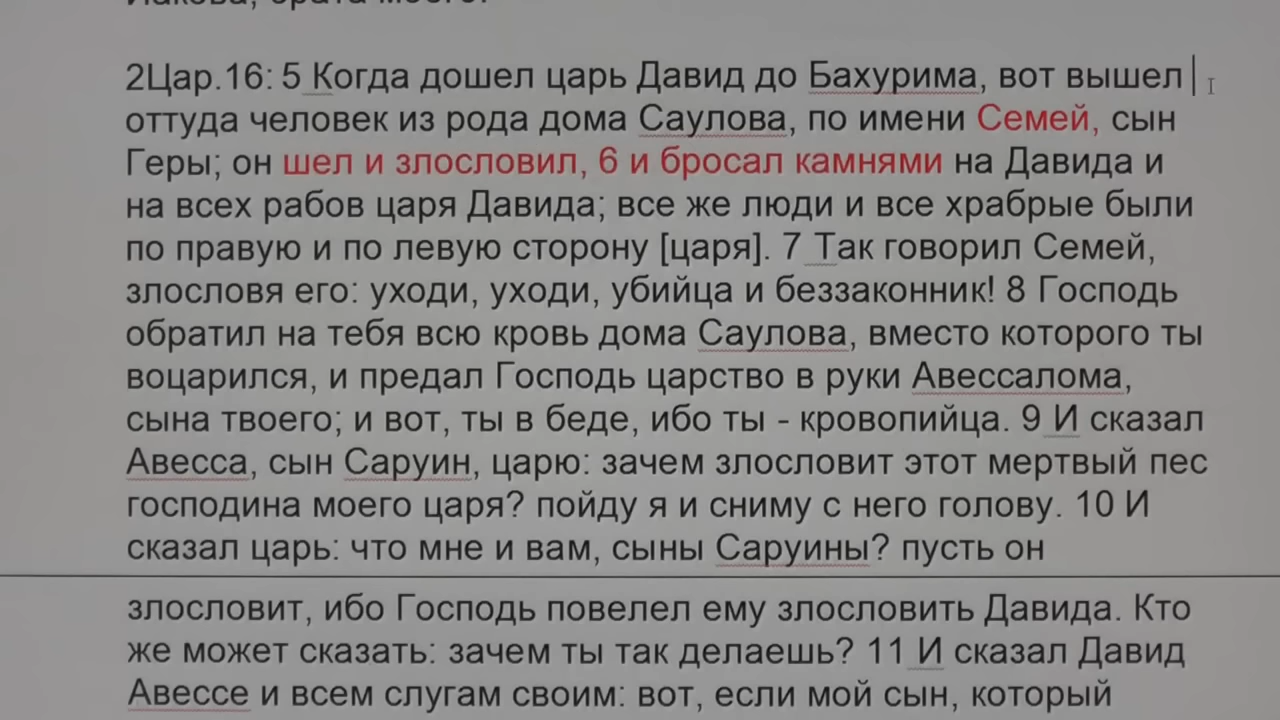 Иакова, брата моего.
2Цар.16: 5 Когда дошел царь Давид до Бахурима, вот вышел
оттуда человек из рода дома Саулова, по имени Семей, сын
Геры; он шел и злословил, 6 и бросал камнями на Давида и
на всех рабов царя Давида; все же люди и все храбрые были
по правую и по левую сторону [царя]. 7 Так говорил Семей,
злословя его: уходи, уходи, убийца и беззаконник! 8 Господь
обратил на тебя всю кровь дома Саулова, вместо которого ты
воцарился, и предал Господь царство в руки Авессалома,
сына твоего; и вот, ты в беде, ибо ты - кровопийца. 9 И сказал
Авесса, сын Саруин, царю: зачем злословит этот мертвый пес
господина моего царя? пойду я и сниму с него голову. 10 И
сказал царь: что мне и вам, сыны Саруины? пусть он
злословит, ибо Господь повелел ему злословить Давида. Кто
же может сказать: зачем ты так делаешь? 11 И сказал Давид
Авессе и всем слугам своим: вот, если мой сын, который